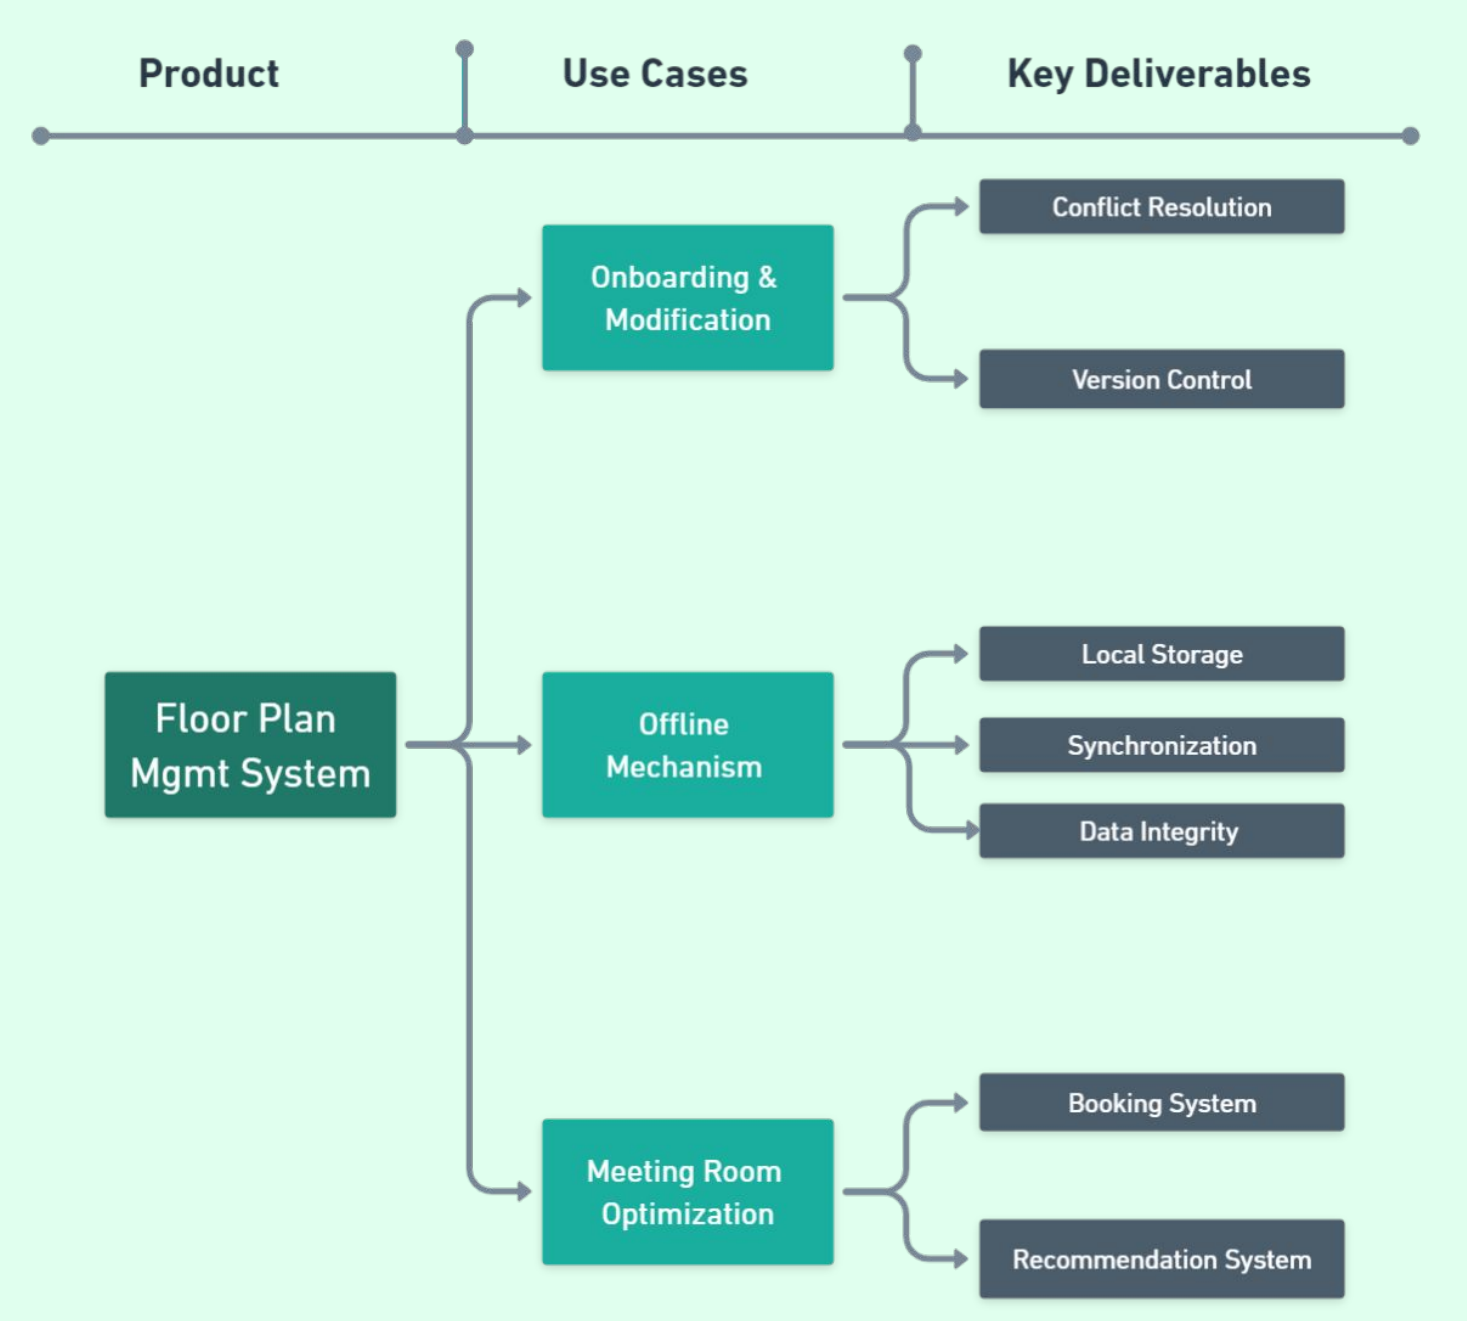 Product
Use Cases
Key Deliverables
Floor Plan
Mgmt System
Onboarding &
Modification
Conflict Resolution
Version Control
Offline
Mechanism
Local Storage
Synchronization
Data Integrity
Meeting Room
Optimization
Booking System
Recommendation System